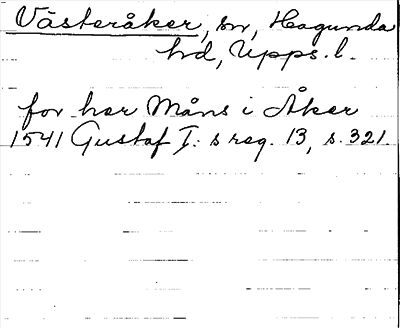 Västeråker, sn, Hagunda
hd, Upps. l.
for her Måns i Åker
1541 Gustaf I:s reg. 13, s. 321.